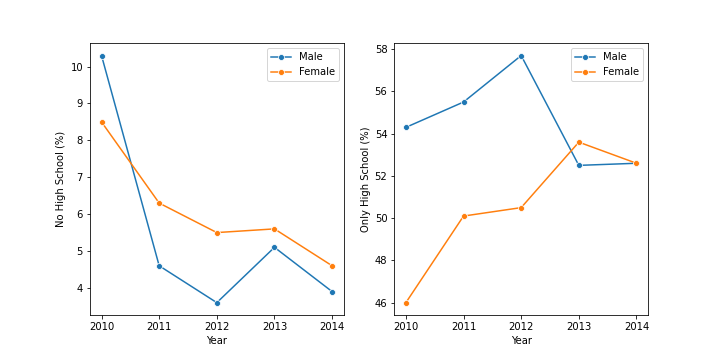 No High School (%)
10
9
8
7
6
5
4
2010 2011 2012 2013 2014
Year
Male
Female
Only High School (%)
58
56
54
52
50
48
46
2010 2011 2012 2013 2014
Year
Male
Female